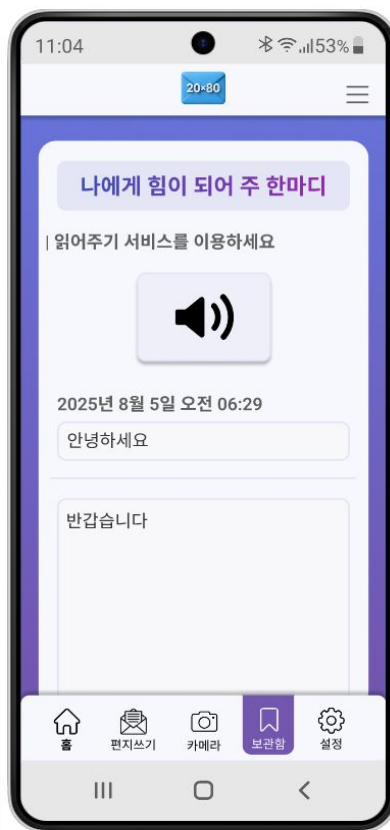 11:04
53%
20×80
나에게 힘이 되어 주 한마디
| 읽어주기 서비스를 이용하세요
2025년 8월 5일 오전 06:29
안녕하세요
반갑습니다
홈
편지쓰기
카메라
보관함
설정